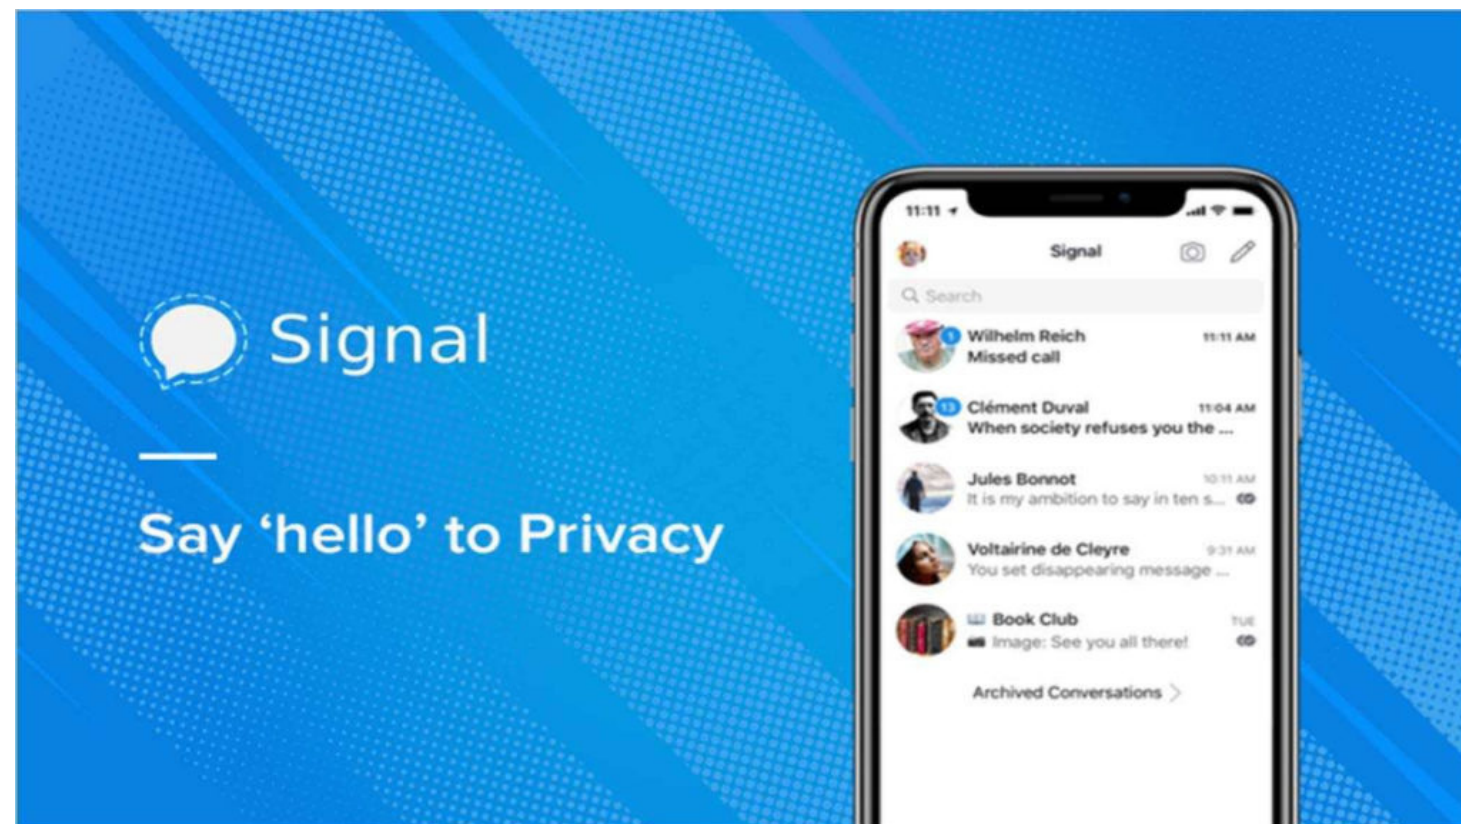 Signal
Say ‘hello’ to Privacy
11:11
Signal
Search
1
Wilhelm Reich
11:11 AM
Missed call
13
Clément Duval
11:04 AM
When society refuses you the ...
Jules Bonnot
10:11 AM
It is my ambition to say in ten s...
Voltairine de Cleyre
9:31 AM
You set disappearing message ...
Book Club
TUE
Image: See you all there!
Archived Conversations